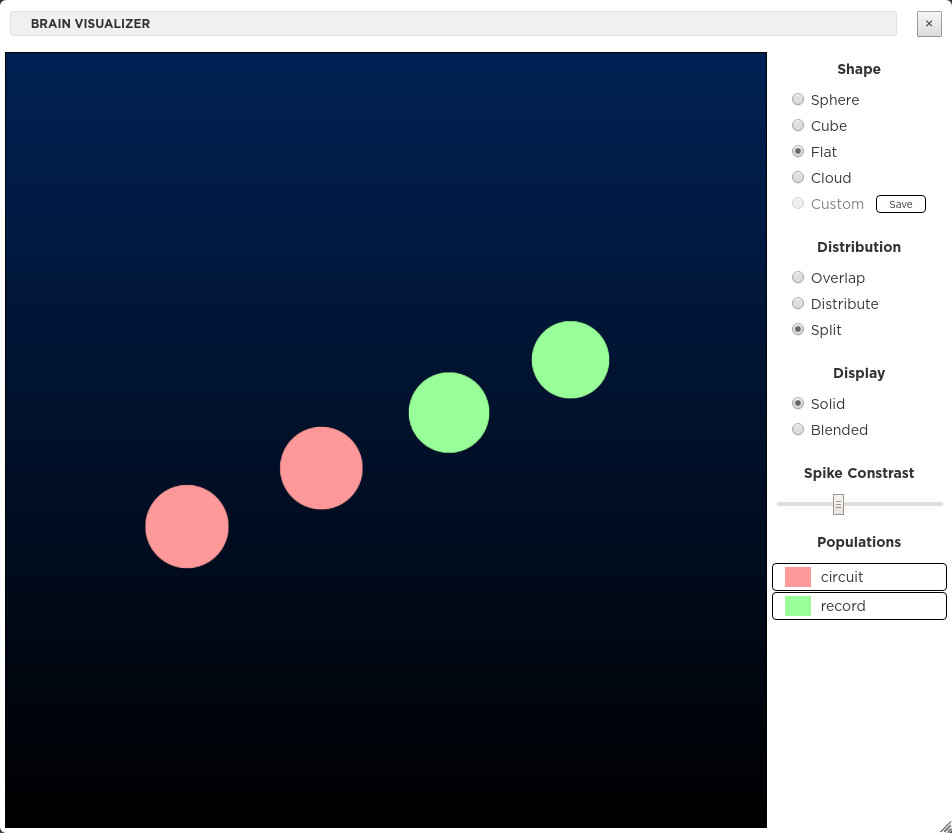 BRAIN VISUALIZER
×
Shape
Sphere
Cube
Flat
Cloud
Custom Save
Distribution
Overlap
Distribute
Split
Display
Solid
Blended
Spike Constrast
Populations
circuit
record